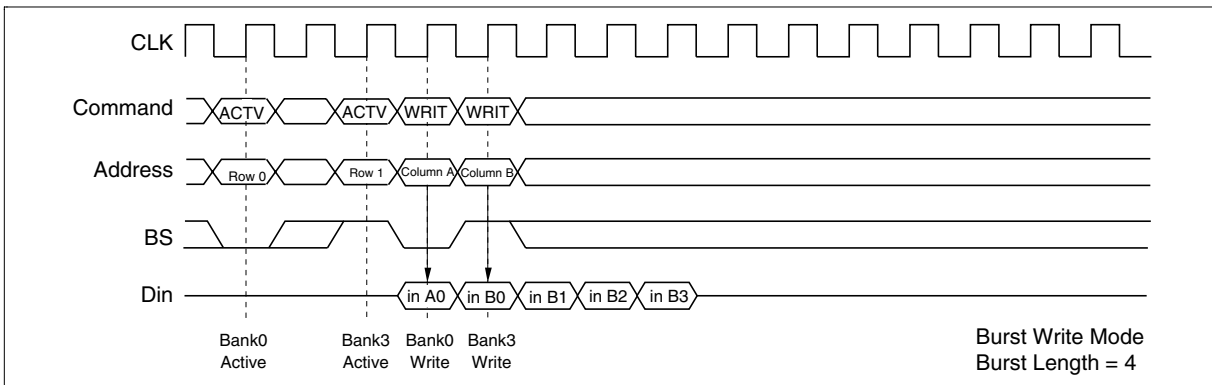 CLK
Command
ACTV
ACTV
WRIT
WRIT
Address
Row 0
Row 1
Column A
Column B
BS
Din
in A0
in B0
in B1
in B2
in B3
Bank0
Active
Bank3
Active
Bank0
Write
Bank3
Write
Burst Write Mode
Burst Length = 4